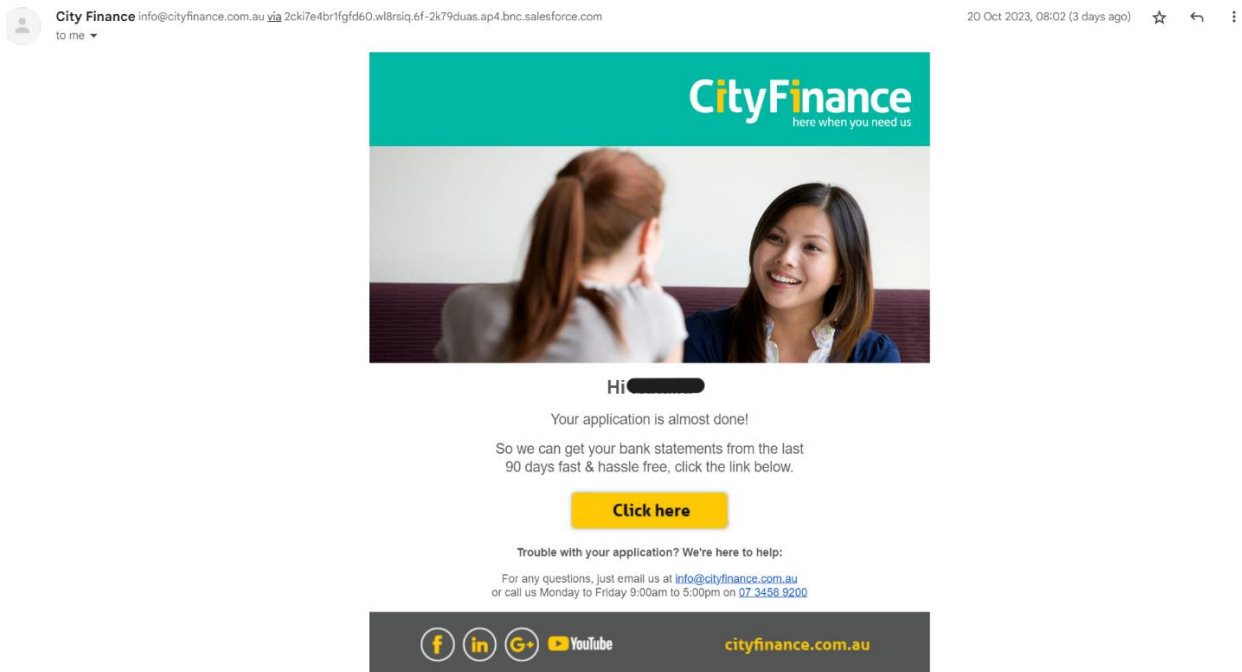 City Finance info@cityfinance.com.au via 2cki7e4br1fgfd60.wl8rsiq.6f-2k79duas.ap4.bnc.salesforce.com
20 Oct 2023, 08:02 (3 days ago)
to me
CityFinance
here when you need us
Hi
Your application is almost done!
So we can get your bank statements from the last
90 days fast & hassle free, click the link below.
Click here
Trouble with your application? We're here to help:
For any questions, just email us at info@cityfinance.com.au
or call us Monday to Friday 9:00am to 5:00pm on 07 3458 9200
f in G+ YouTube
cityfinance.com.au